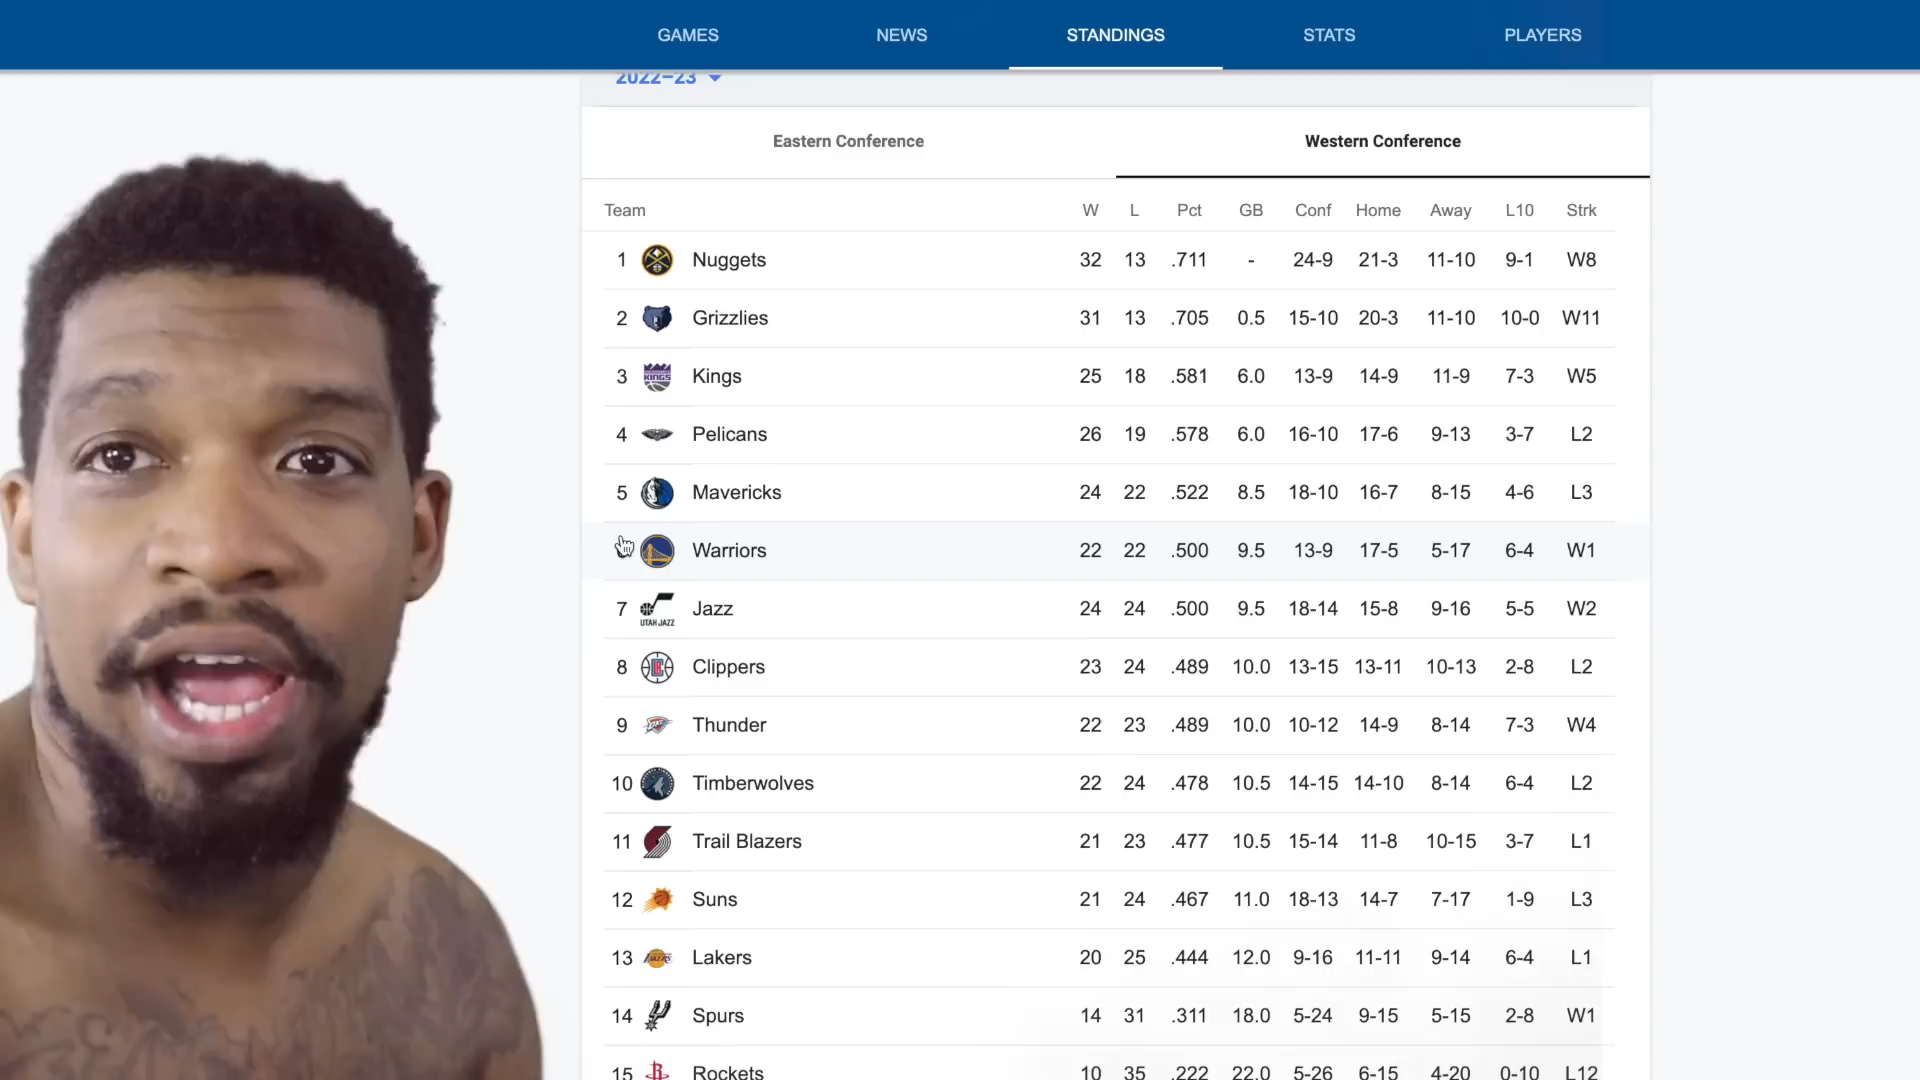 GAMES NEWS STANDINGS STATS PLAYERS
2022–23
Eastern Conference Western Conference
Team W L Pct GB Conf Home Away L10 Strk
1 Nuggets 32 13 .711 - 24-9 21-3 11-10 9-1 W8
2 Grizzlies 31 13 .705 0.5 15-10 20-3 11-10 10-0 W11
3 KINGS Kings 25 18 .581 6.0 13-9 14-9 11-9 7-3 W5
4 Pelicans 26 19 .578 6.0 16-10 17-6 9-13 3-7 L2
5 Mavericks 24 22 .522 8.5 18-10 16-7 8-15 4-6 L3
Warriors 22 22 .500 9.5 13-9 17-5 5-17 6-4 W1
7 UTAH JAZZ Jazz 24 24 .500 9.5 18-14 15-8 9-16 5-5 W2
8 Clippers 23 24 .489 10.0 13-15 13-11 10-13 2-8 L2
9 Thunder 22 23 .489 10.0 10-12 14-9 8-14 7-3 W4
10 Timberwolves 22 24 .478 10.5 14-15 14-10 8-14 6-4 L2
11 Trail Blazers 21 23 .477 10.5 15-14 11-8 10-15 3-7 L1
12 Suns 21 24 .467 11.0 18-13 14-7 7-17 1-9 L3
13 LAKERS Lakers 20 25 .444 12.0 9-16 11-11 9-14 6-4 L1
14 Spurs 14 31 .311 18.0 5-24 9-15 5-15 2-8 W1
15 Rockets 10 35 .222 22.0 5-26 6-15 4-20 0-10 L12